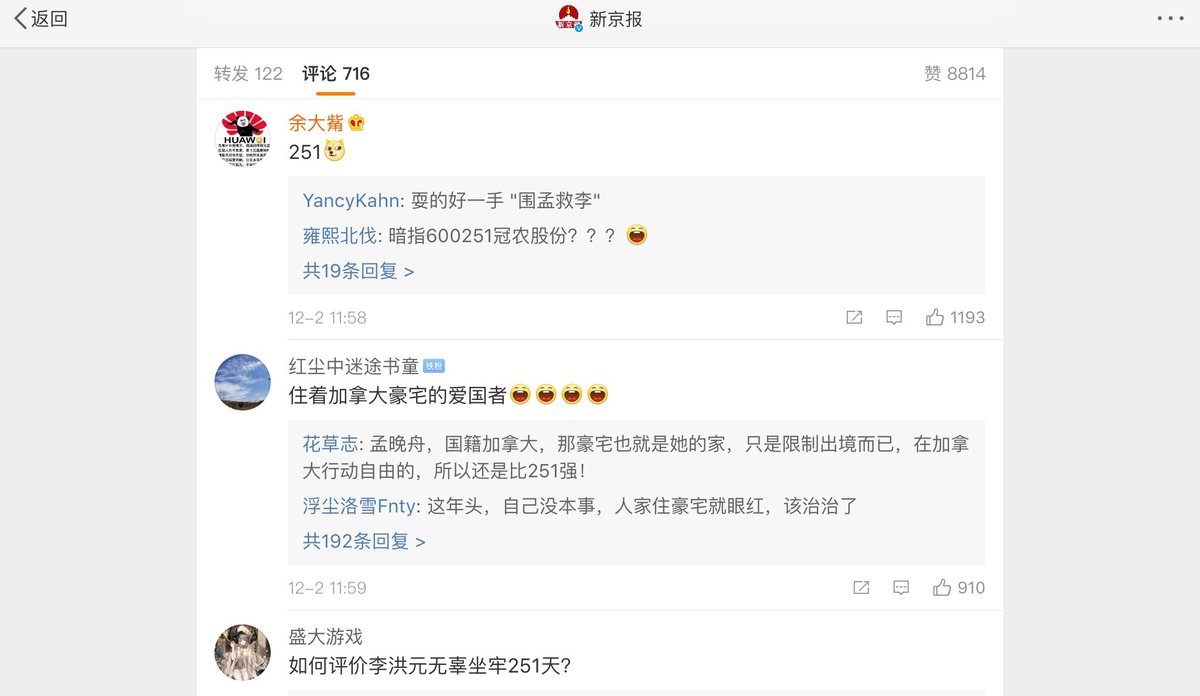 返回
新京报
转发 122 评论 716 赞 8814
HUAWEI
余大觜
251
YancyKahn: 耍的好一手 "围孟救李"
雍熙北伐: 暗指600251冠农股份？？？
共19条回复 >
12-2 11:58 1193
红尘中迷途书童 铁粉
住着加拿大豪宅的爱国者
花草志: 孟晚舟，国籍加拿大，那豪宅也就是她的家，只是限制出境而已，在加拿
大行动自由的，所以还是比251强！
浮尘洛雪Fnty: 这年头，自己没本事，人家住豪宅就眼红，该治治了
共192条回复 >
12-2 11:59 910
盛大游戏
如何评价李洪元无辜坐牢251天?